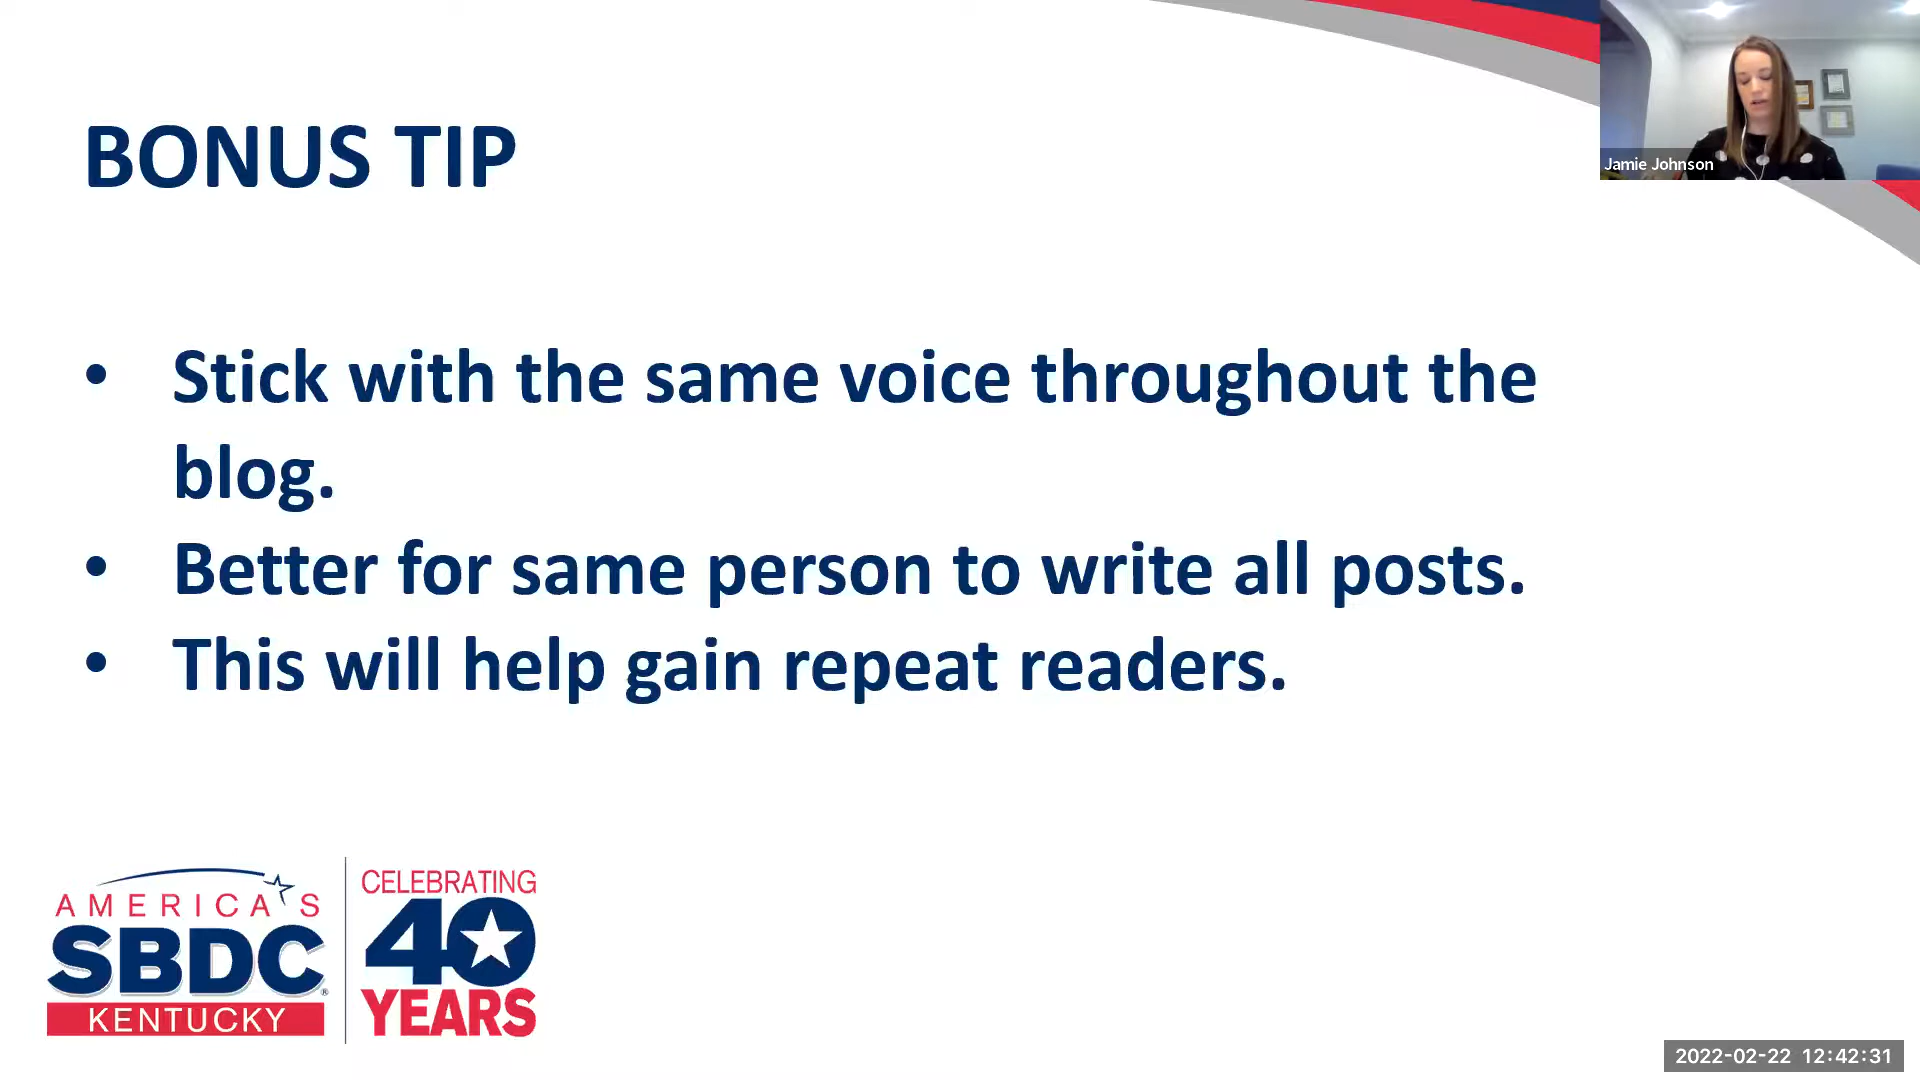 Jamie Johnson
BONUS TIP
• Stick with the same voice throughout the
blog.
• Better for same person to write all posts.
• This will help gain repeat readers.
AMERICA'S
SBDC®
KENTUCKY
CELEBRATING
40
YEARS
2022-02-22 12:42:31